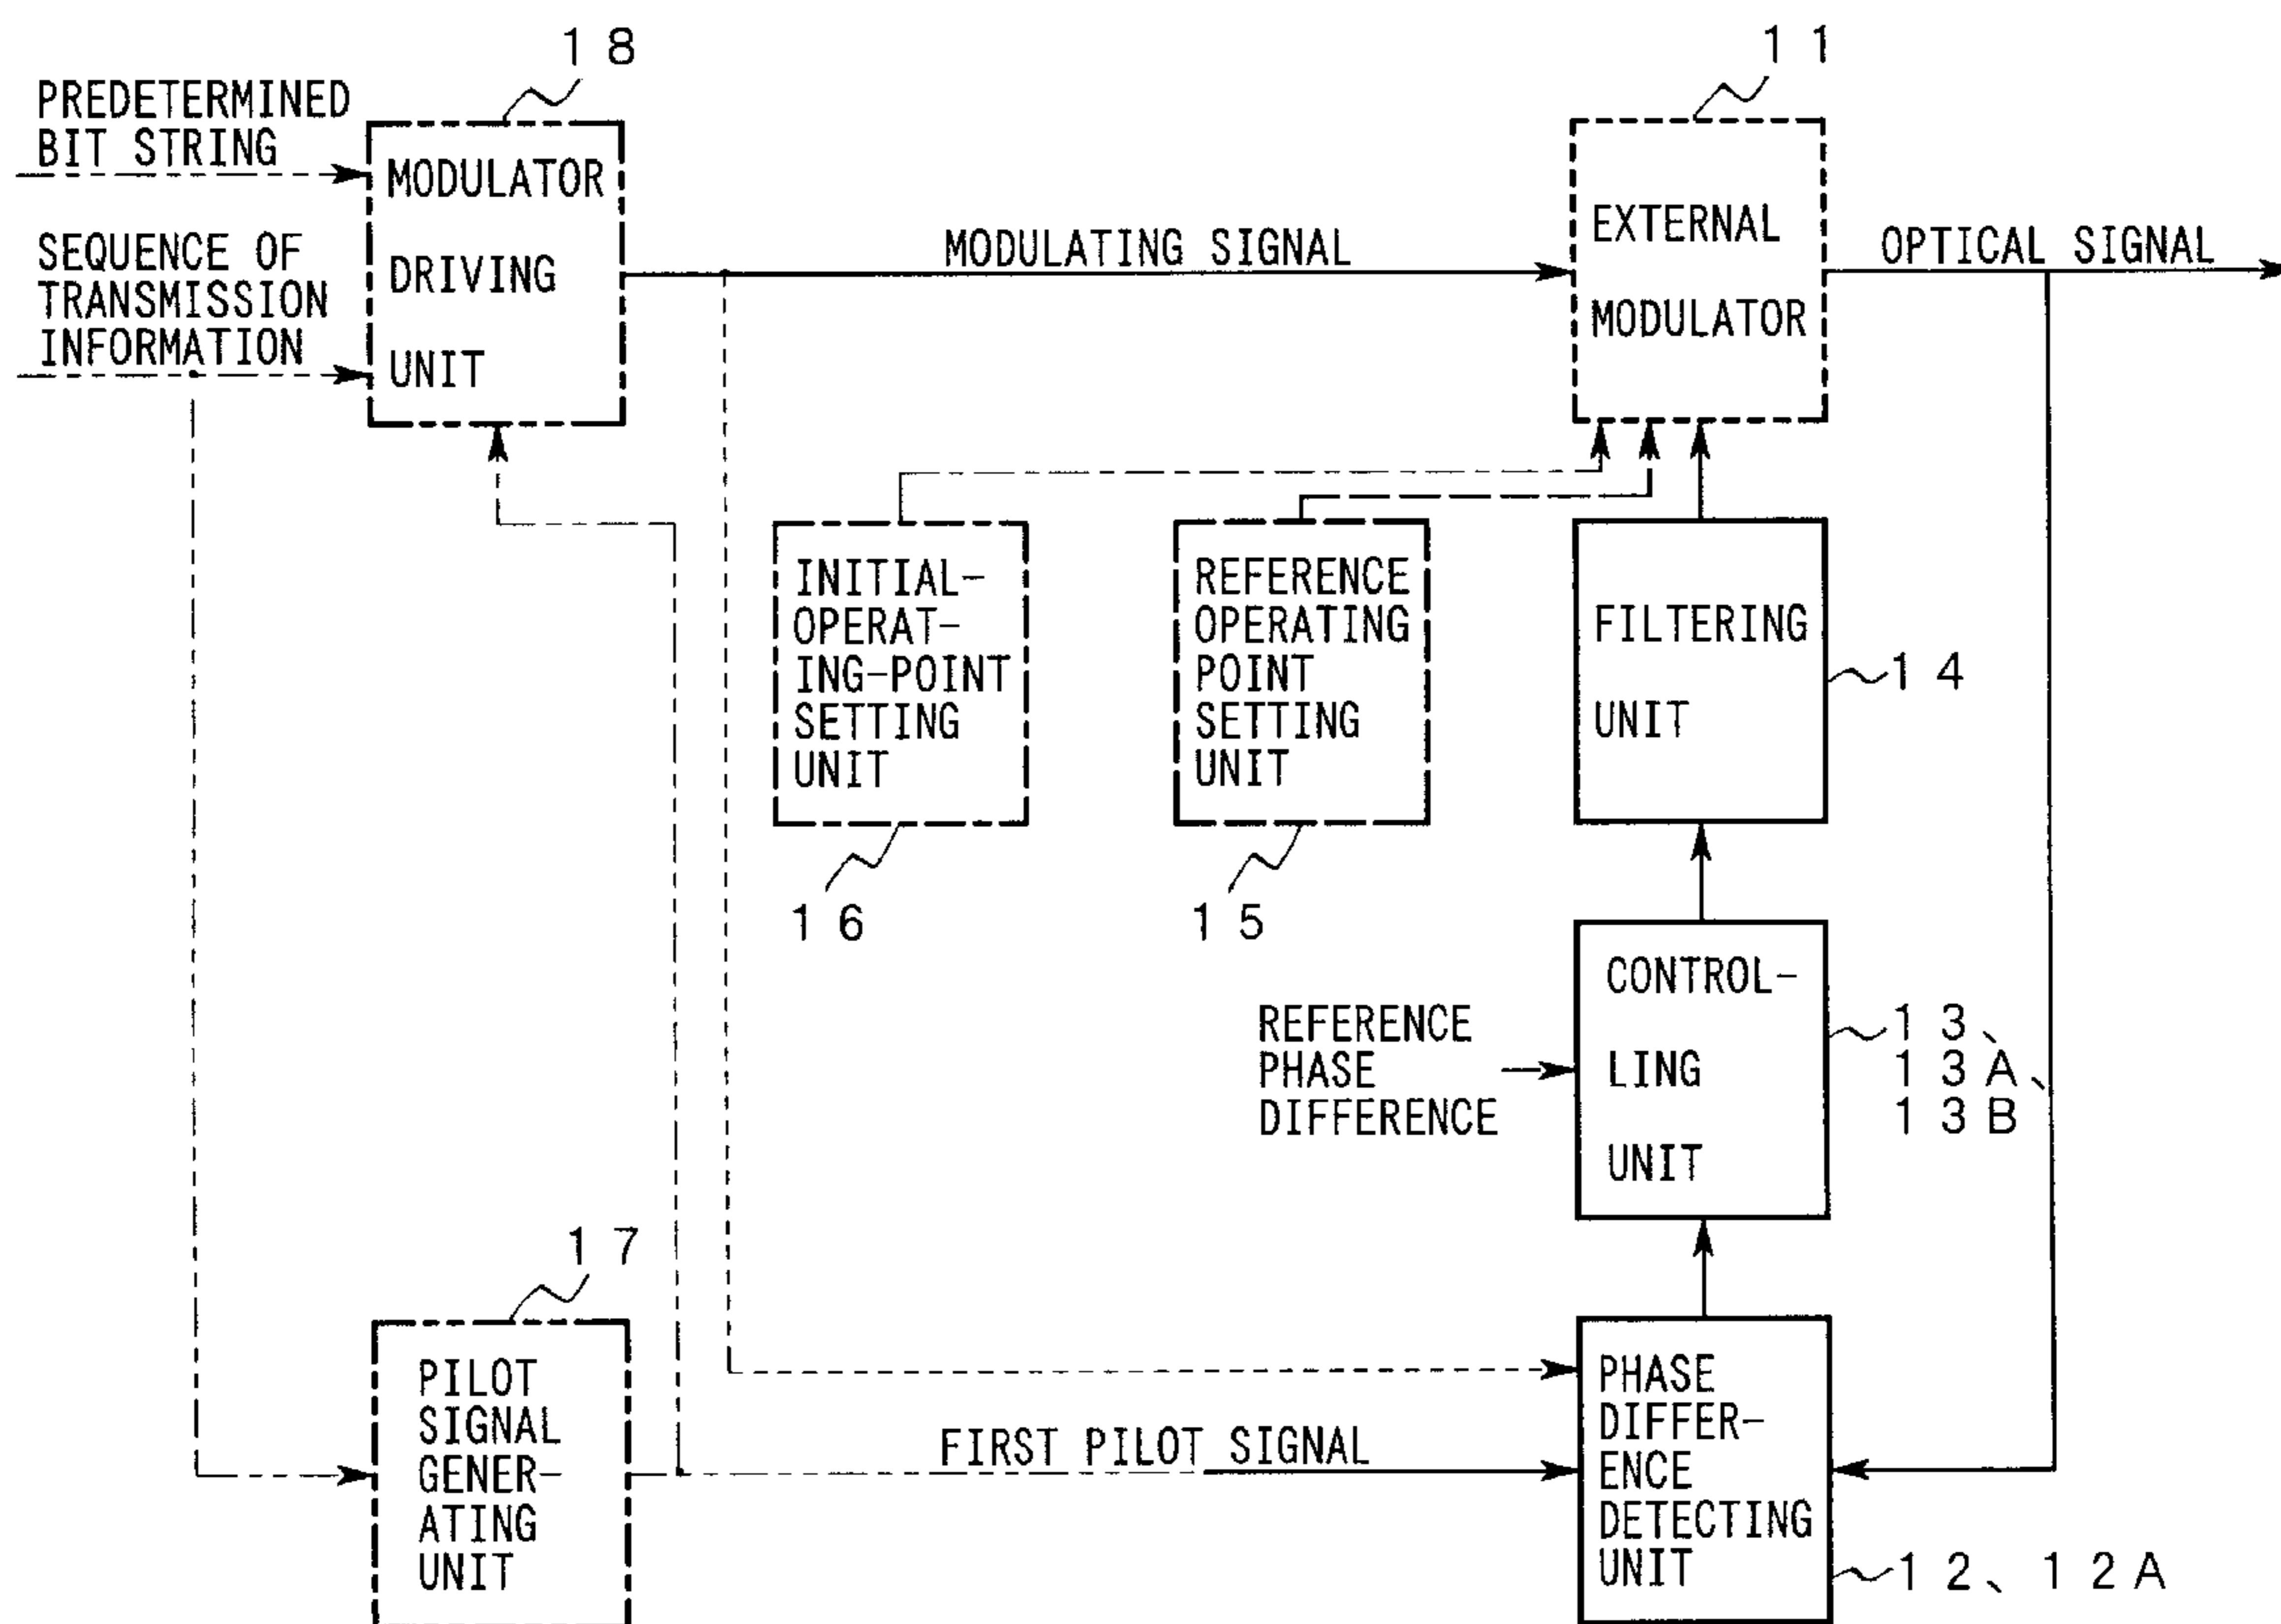 18
11
PREDETERMINED
BIT STRING
MODULATOR
DRIVING
UNIT
SEQUENCE OF
TRANSMISSION
INFORMATION
MODULATING SIGNAL
EXTERNAL
MODULATOR
OPTICAL SIGNAL
INITIAL-
OPERAT-
ING-POINT
SETTING
UNIT
16
REFERENCE
OPERATING
POINT
SETTING
UNIT
15
FILTERING
UNIT
14
REFERENCE
PHASE
DIFFERENCE
CONTROL-
LING
UNIT
13、
13A、
13B
17
PILOT
SIGNAL
GENER-
ATING
UNIT
FIRST PILOT SIGNAL
PHASE
DIFFER-
ENCE
DETECTING
UNIT
12、12A